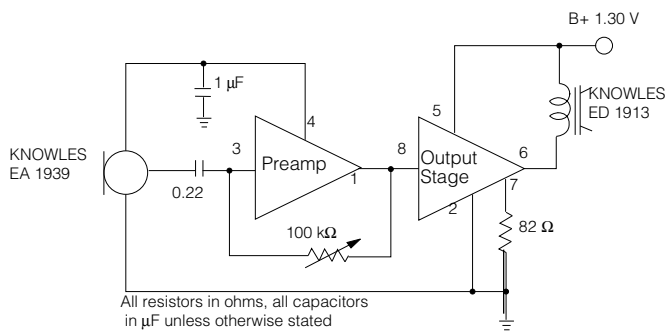 B+ 1.30 V
1 µF
KNOWLES
ED 1913
5
4
KNOWLES
EA 1939
3
Preamp
8
Output
Stage
6
1
7
0.22
2
100 kΩ
82 Ω
All resistors in ohms, all capacitors
in µF unless otherwise stated